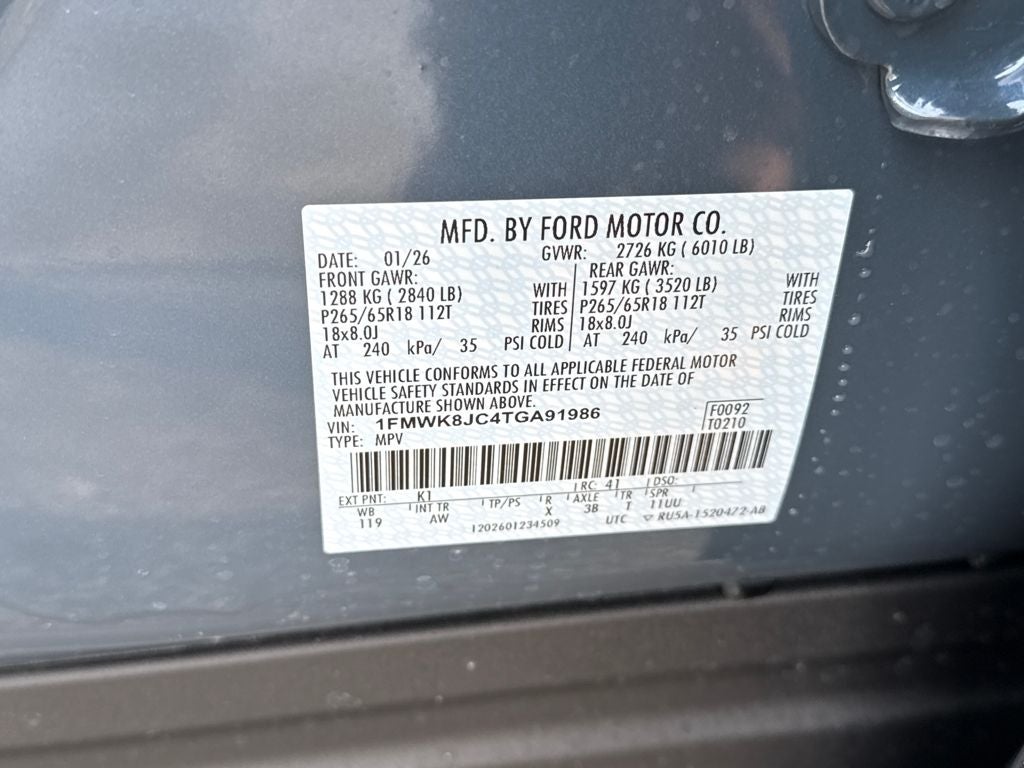 MFD. BY FORD MOTOR CO.
DATE: 01/26 GVWR: 2726 KG ( 6010 LB)
FRONT GAWR: REAR GAWR:
1288 KG ( 2840 LB) WITH 1597 KG ( 3520 LB) WITH
P265/65R18 112T TIRES P265/65R18 112T TIRES
18x8.0J RIMS 18x8.0J RIMS
AT 240 kPa/ 35 PSI COLD AT 240 kPa/ 35 PSI COLD
THIS VEHICLE CONFORMS TO ALL APPLICABLE FEDERAL MOTOR
VEHICLE SAFETY STANDARDS IN EFFECT ON THE DATE OF
MANUFACTURE SHOWN ABOVE.
VIN: 1FMWK8JC4TGA91986 F0092
TYPE: MPV T0210
EXT PNT: K1 RC: 41 DSO:
WB INT TR TP/PS R AXLE TR SPR
119 AW X 3B T 11UU
1202601234509 UTC ▽ RU5A-1520472-AB